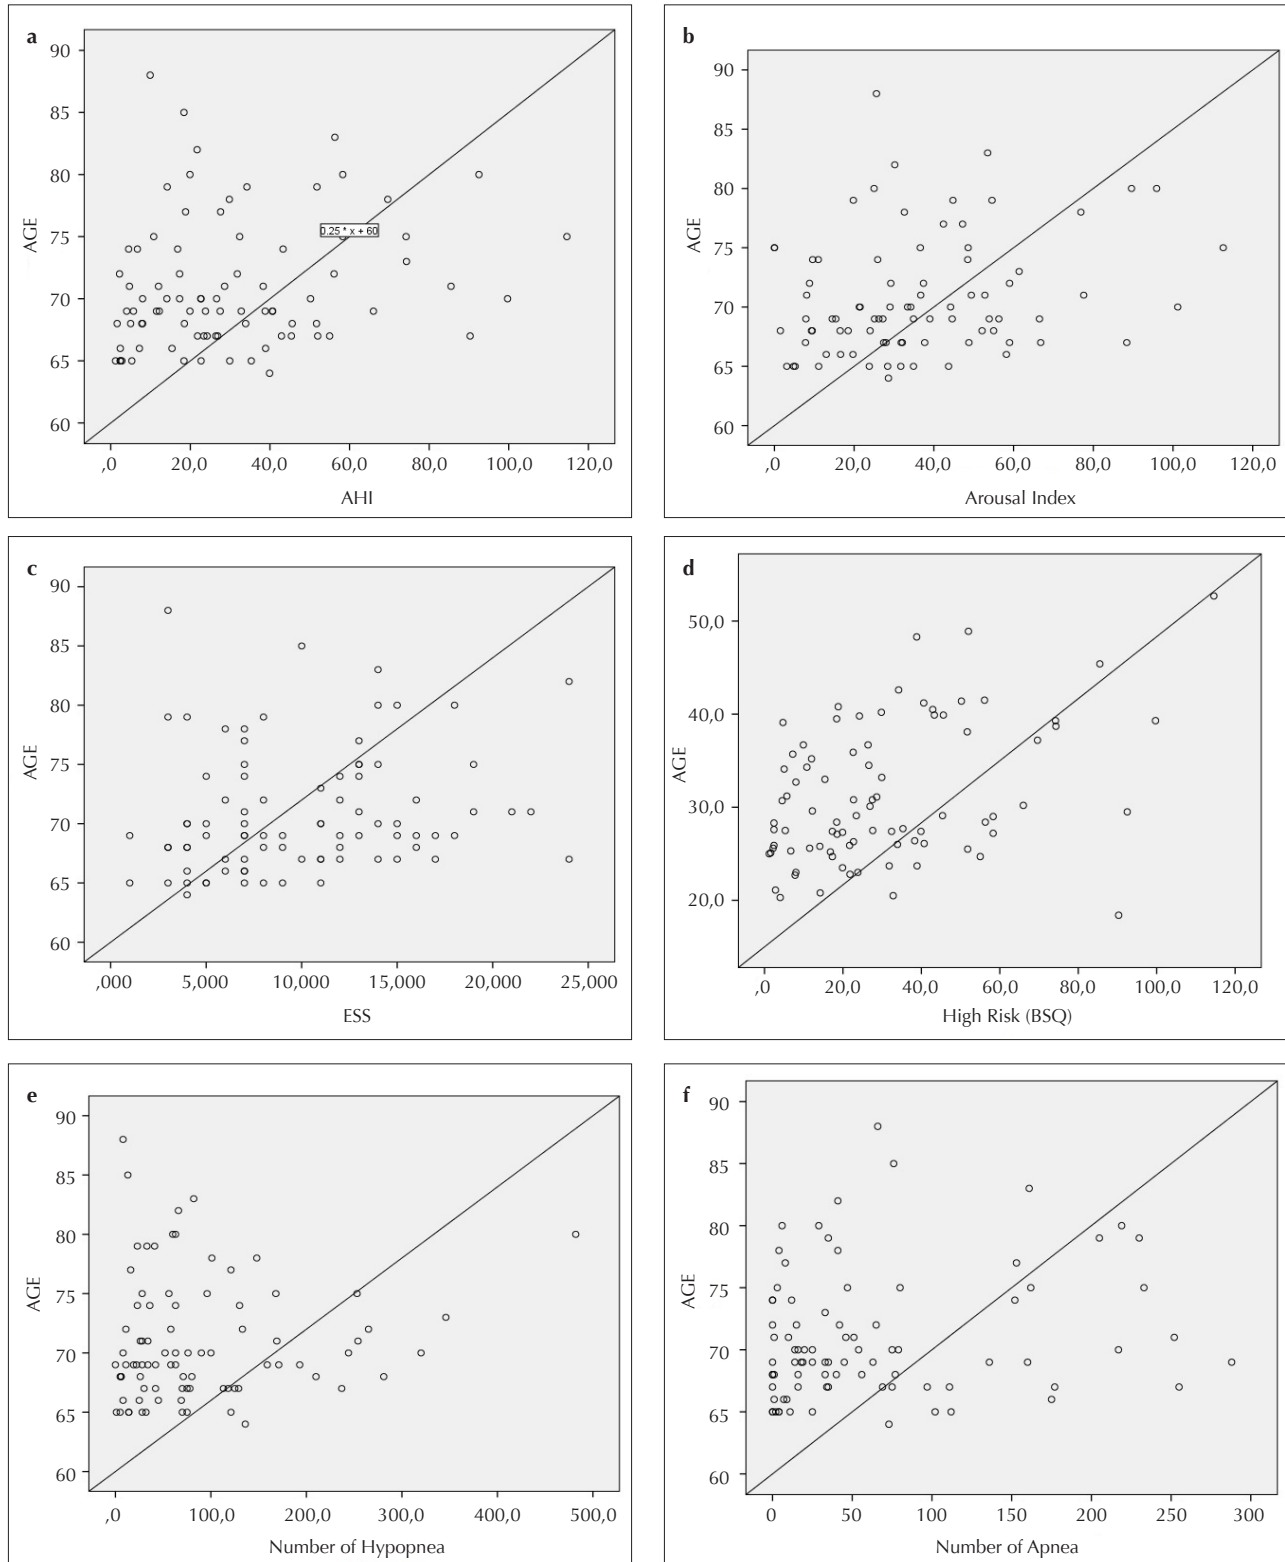 a
90
85
80
75
70
65
60
AGE
0.25 * x + 60
,0 20,0 40,0 60,0 80,0 100,0 120,0
AHI
b
90
85
80
75
70
65
60
AGE
,0 20,0 40,0 60,0 80,0 100,0 120,0
Arousal Index
c
90
85
80
75
70
65
60
AGE
,000 5,000 10,000 15,000 20,000 25,000
ESS
d
50,0
40,0
30,0
20,0
AGE
,0 20,0 40,0 60,0 80,0 100,0 120,0
High Risk (BSQ)
e
90
85
80
75
70
65
60
AGE
,0 100,0 200,0 300,0 400,0 500,0
Number of Hypopnea
f
90
85
80
75
70
65
60
AGE
0 50 100 150 200 250 300
Number of Apnea